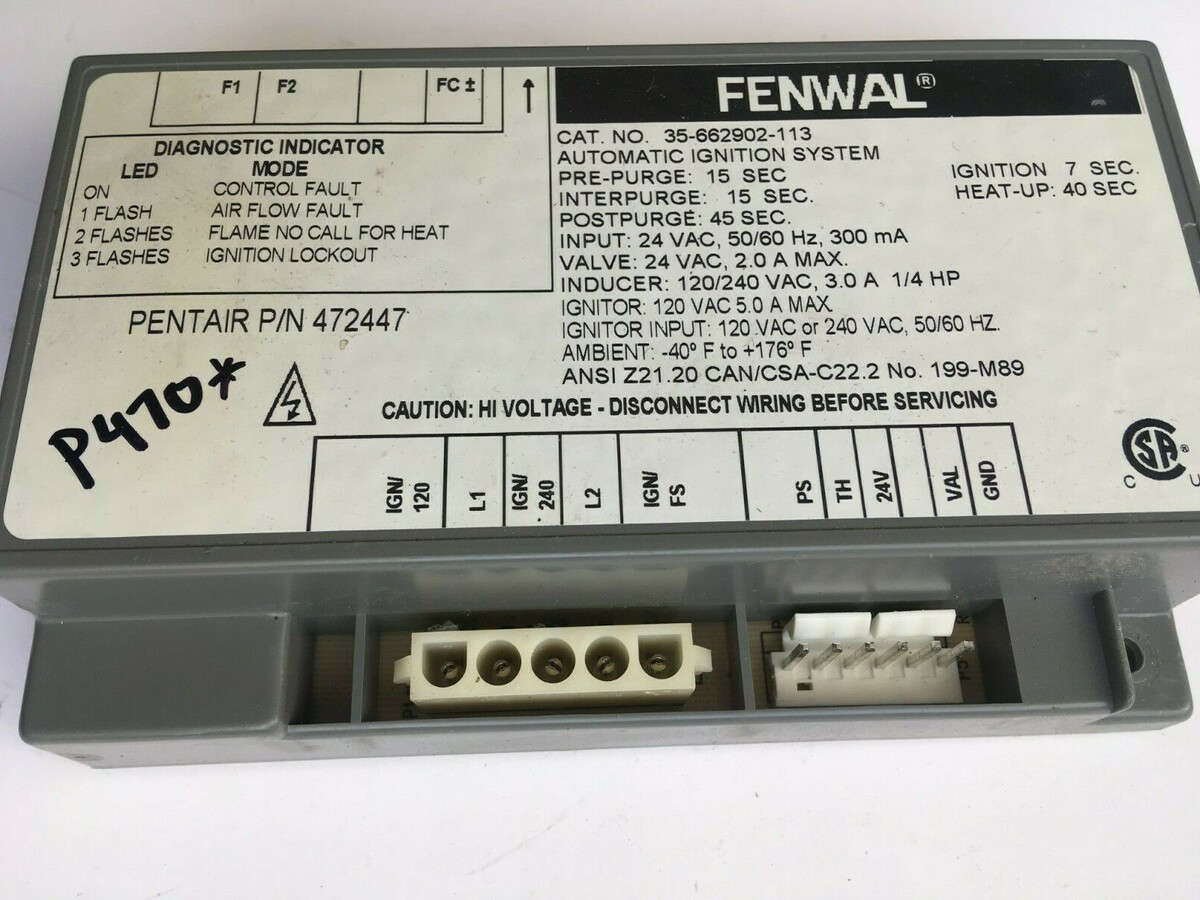 F1 F2 FC ±
↑
DIAGNOSTIC INDICATOR
LED MODE
ON CONTROL FAULT
1 FLASH AIR FLOW FAULT
2 FLASHES FLAME NO CALL FOR HEAT
3 FLASHES IGNITION LOCKOUT
PENTAIR P/N 472447
P470*
FENWAL®
CAT. NO. 35-662902-113
AUTOMATIC IGNITION SYSTEM
PRE-PURGE: 15 SEC IGNITION 7 SEC.
INTERPURGE: 15 SEC. HEAT-UP: 40 SEC
POSTPURGE: 45 SEC.
INPUT: 24 VAC, 50/60 Hz, 300 mA
VALVE: 24 VAC, 2.0 A MAX.
INDUCER: 120/240 VAC, 3.0 A 1/4 HP
IGNITOR: 120 VAC 5.0 A MAX.
IGNITOR INPUT: 120 VAC or 240 VAC, 50/60 HZ.
AMBIENT: -40° F to +176° F
ANSI Z21.20 CAN/CSA-C22.2 No. 199-M89
CAUTION: HI VOLTAGE - DISCONNECT WIRING BEFORE SERVICING
IGN/
120
L1
IGN/
240
L2
IGN/
FS
PS
TH
24V
VAL
GND
CSA®
C U